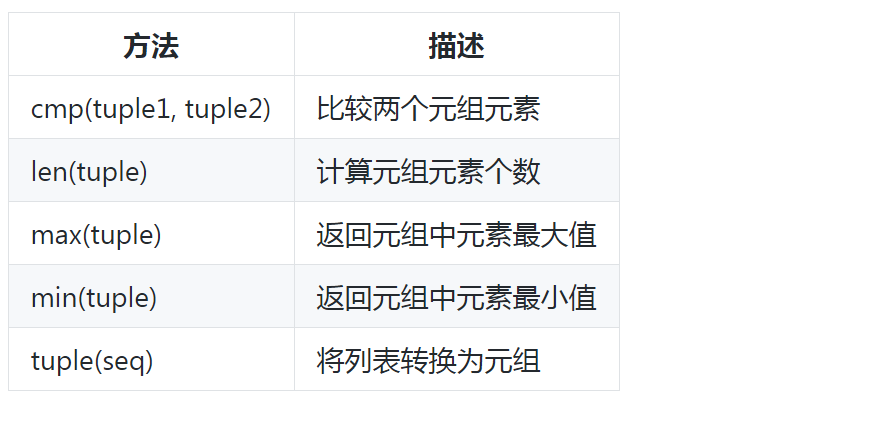 方法 描述
cmp(tuple1, tuple2) 比较两个元组元素
len(tuple) 计算元组元素个数
max(tuple) 返回元组中元素最大值
min(tuple) 返回元组中元素最小值
tuple(seq) 将列表转换为元组